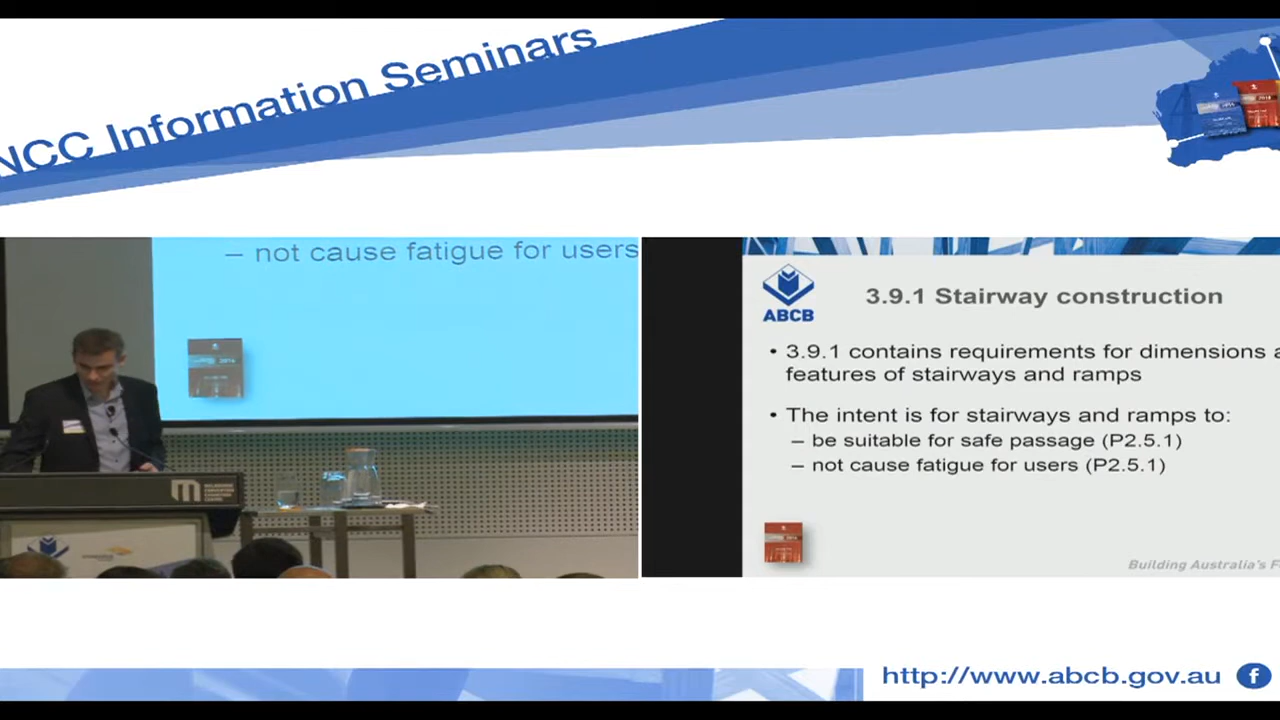 NCC Information Seminars
– not cause fatigue for users
ABCB
3.9.1 Stairway construction
• 3.9.1 contains requirements for dimensions a
features of stairways and ramps
• The intent is for stairways and ramps to:
– be suitable for safe passage (P2.5.1)
– not cause fatigue for users (P2.5.1)
Building Australia's F
http://www.abcb.gov.au
f